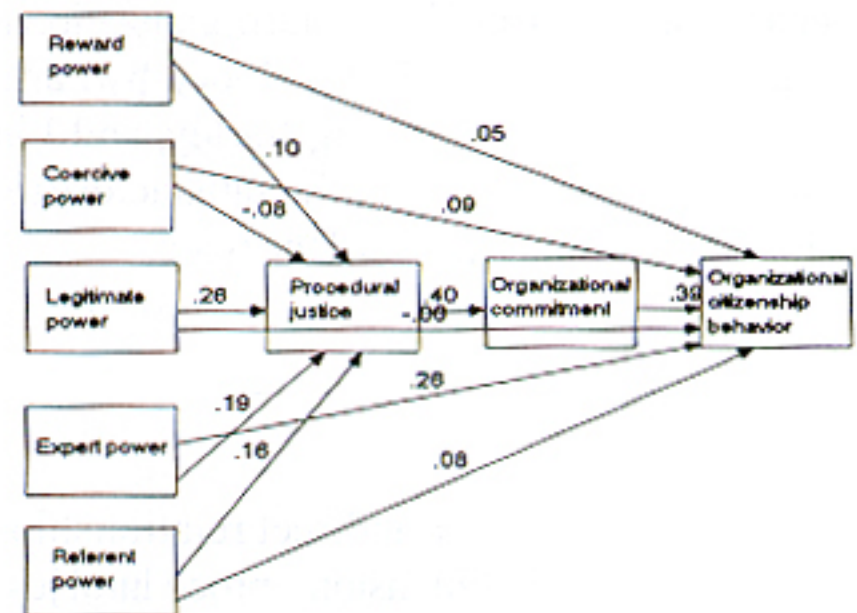 Reward
power
.05
.10
Coercive
power
.09
-.08
Legitimate
power
.28
Procedural
justice
.40
-.00
Organizational
commitment
.39
Organizational
citizenship
behavior
.26
.19
Expert power
.16
.08
Referent
power